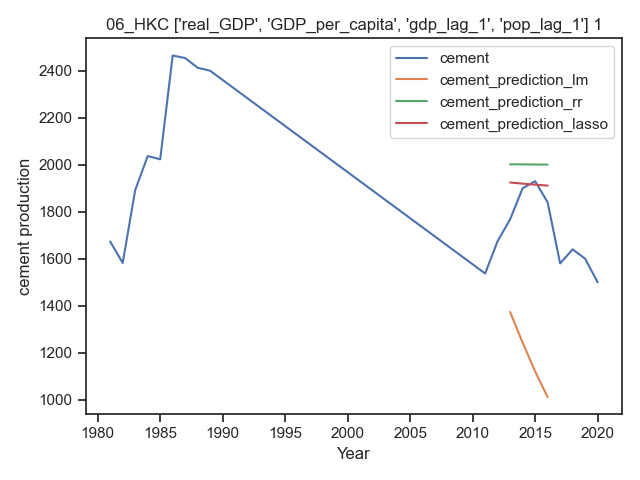 06_HKC ['real_GDP', 'GDP_per_capita', 'gdp_lag_1', 'pop_lag_1'] 1
cement
cement_prediction_lm
cement_prediction_rr
cement_prediction_lasso
cement production
2400
2200
2000
1800
1600
1400
1200
1000
1980
1985
1990
1995
2000
2005
2010
2015
2020
Year